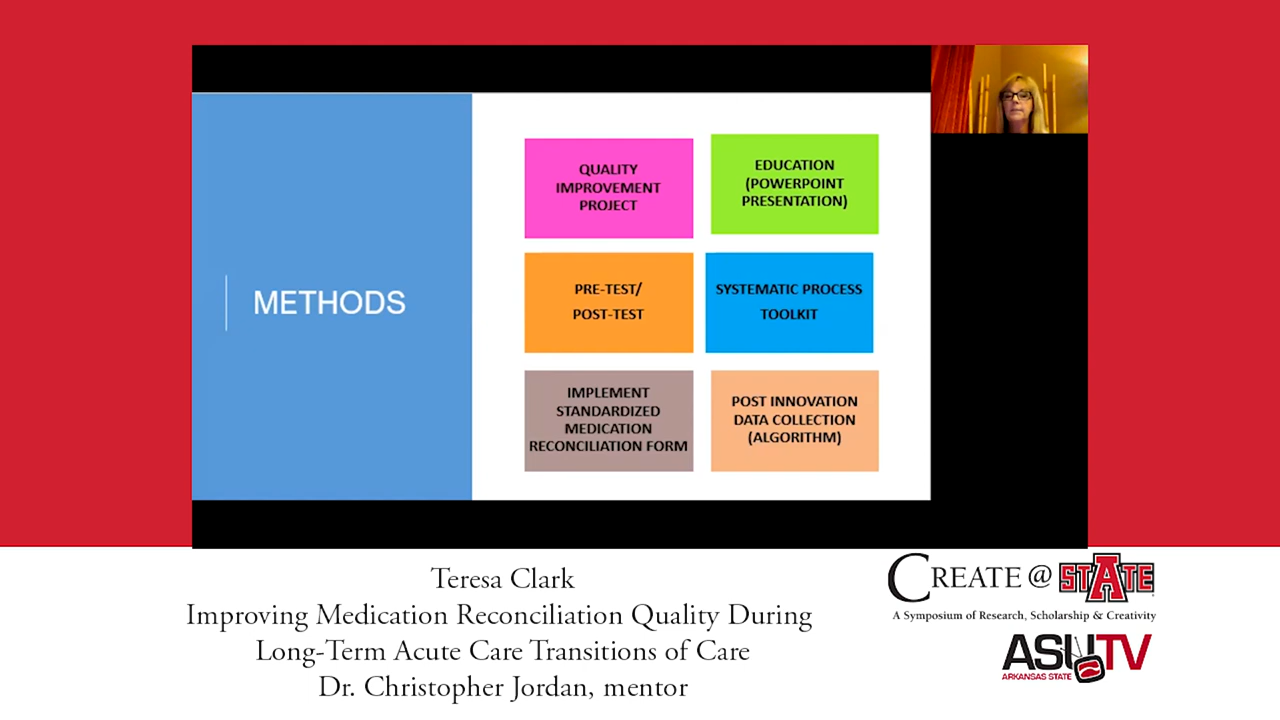 METHODS
QUALITY
IMPROVEMENT
PROJECT
EDUCATION
(POWERPOINT
PRESENTATION)
PRE-TEST/
POST-TEST
SYSTEMATIC PROCESS
TOOLKIT
IMPLEMENT
STANDARDIZED
MEDICATION
RECONCILIATION FORM
POST INNOVATION
DATA COLLECTION
(ALGORITHM)
Teresa Clark
Improving Medication Reconciliation Quality During
Long-Term Acute Care Transitions of Care
Dr. Christopher Jordan, mentor
CREATE @ STATE
A Symposium of Research, Scholarship & Creativity
ASUTV
ARKANSAS STATE